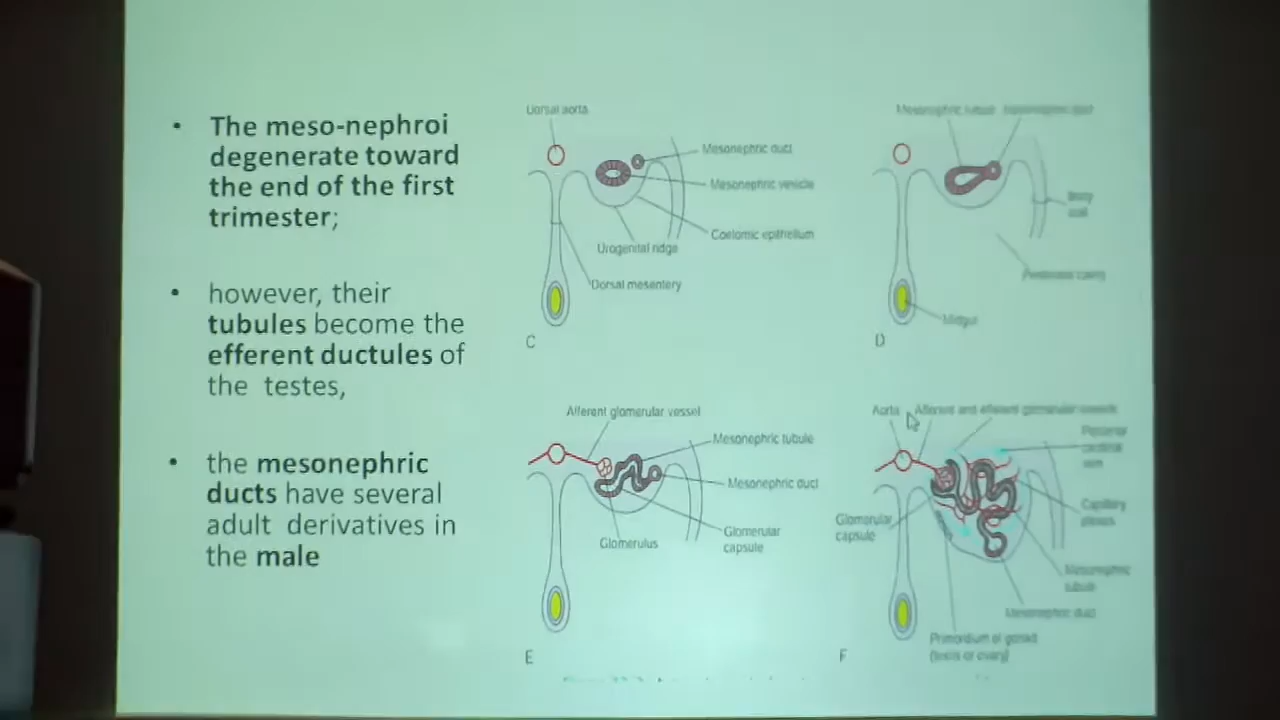 • The meso-nephroi
degenerate toward
the end of the first
trimester;
• however, their
tubules become the
efferent ductules of
the testes,
• the mesonephric
ducts have several
adult derivatives in
the male
Dorsal aorta
Mesonephric duct
Mesonephric vesicle
Coelomic epithelium
Urogenital ridge
Dorsal mesentery
C
Mesonephric tubule
Mesonephric duct
Body
wall
Peritoneal cavity
Midgut
D
Afferent glomerular vessel
Mesonephric tubule
Mesonephric duct
Glomerular
capsule
Glomerulus
E
Aorta
Afferent and efferent glomerular vessels
Posterior
cardinal
vein
Capillary
plexus
Glomerular
capsule
Mesonephric
tubule
Mesonephric duct
Primordium of gonad
(testis or ovary)
F